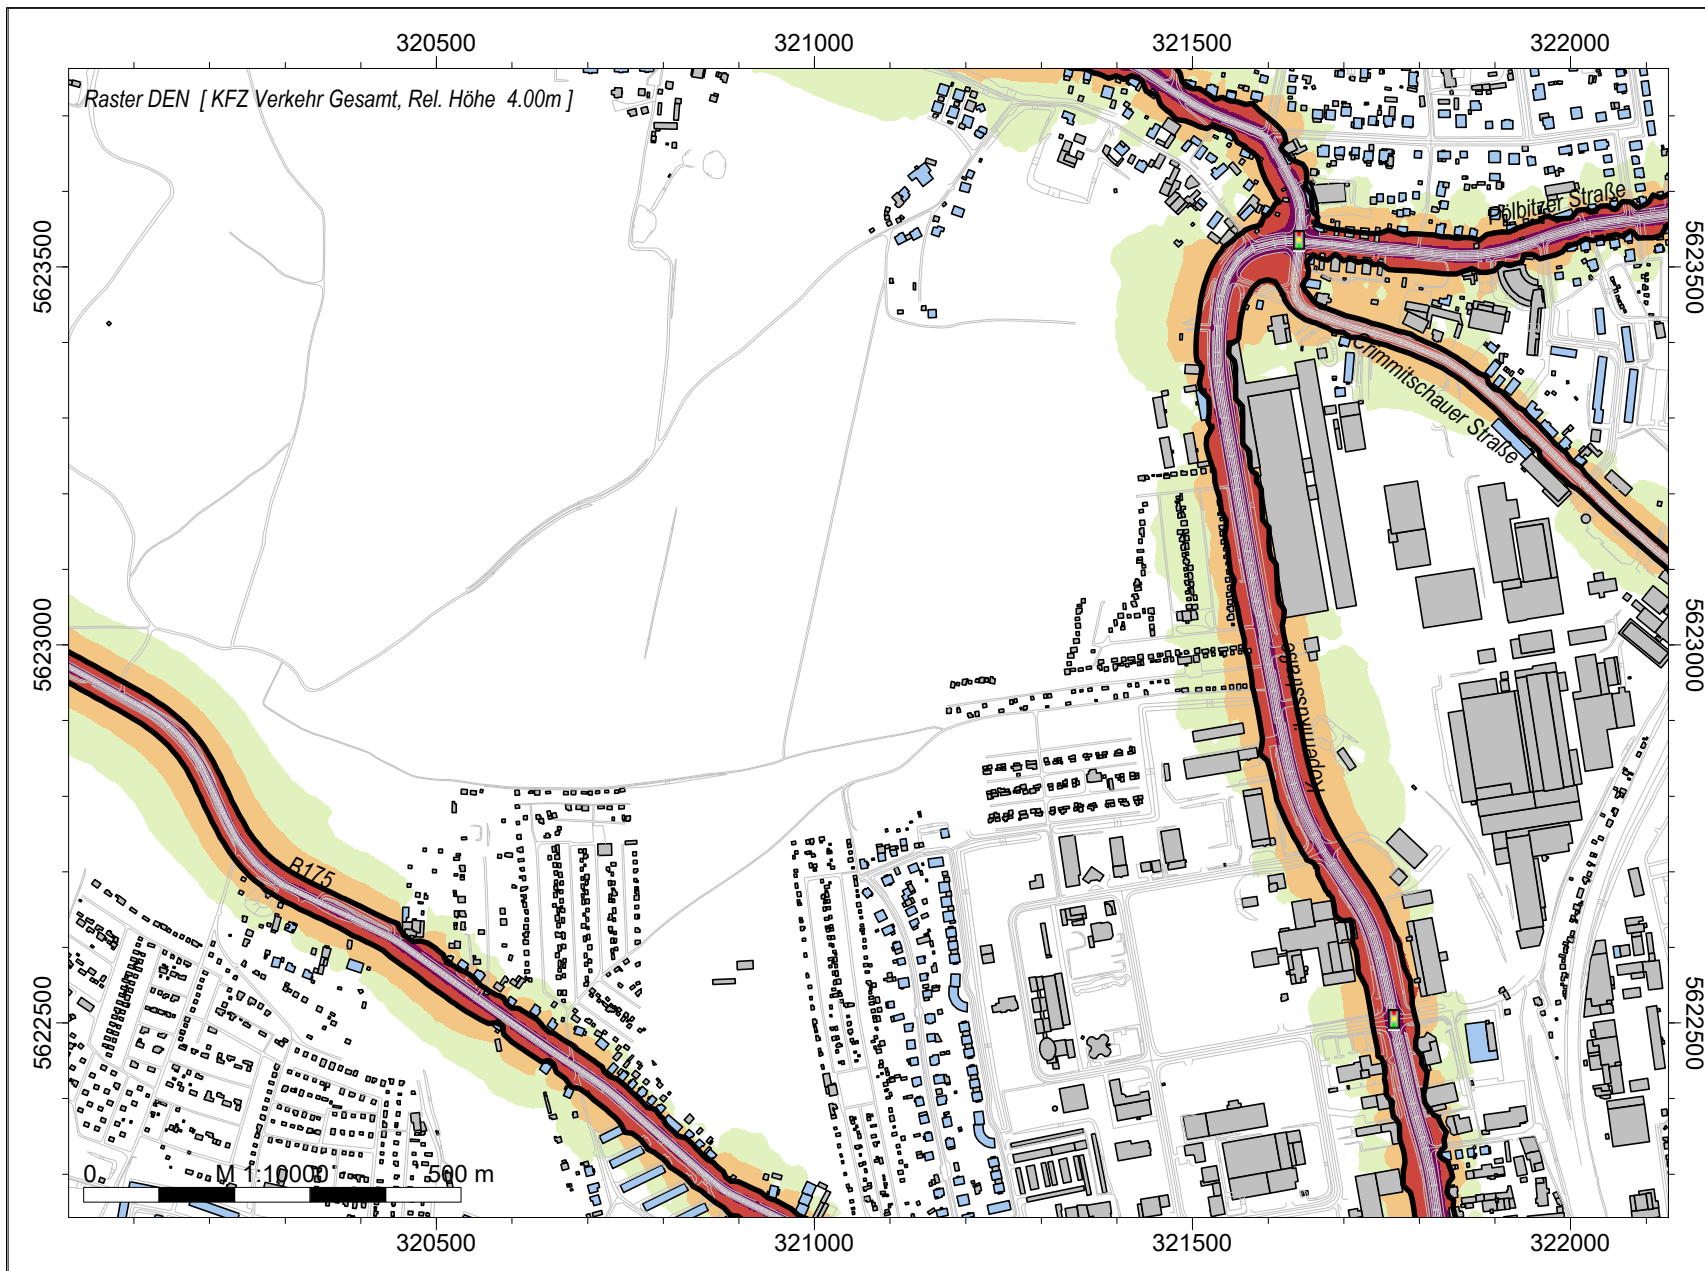 320500 321000 321500 322000
Raster DEN [ KFZ Verkehr Gesamt, Rel. Höhe 4.00m ]
Pölbitzer Straße
5623500 5623500
Crimmitschauer Straße
5623000 5623000
Kopernikusstraße
B175
5622500 5622500
0 M 1:10000 500 m
320500 321000 321500 322000